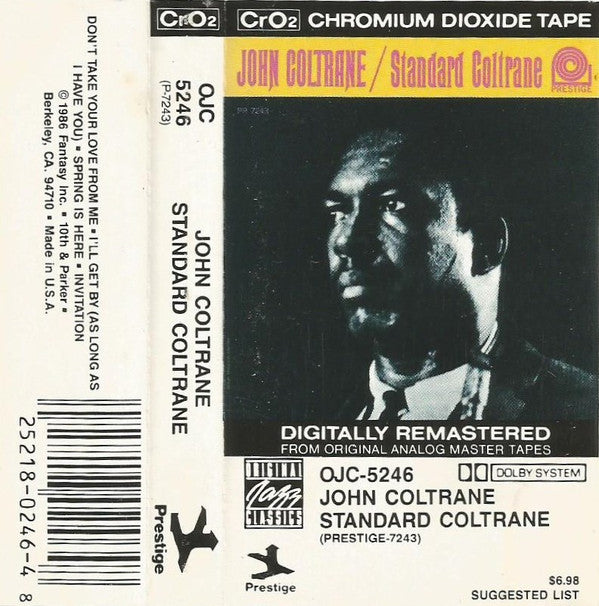 DON'T TAKE YOUR LOVE FROM ME ▪ I'LL GET BY (AS LONG AS
I HAVE YOU) ▪ SPRING IS HERE ▪ INVITATION
©1986 Fantasy Inc. ▪ 10th & Parker ▪
Berkeley, CA. 94710 ▪ Made in U.S.A.
25218-0246-4 8
CrO2
OJC
5246
(P-7243)
JOHN COLTRANE
STANDARD COLTRANE
Prestige
CrO2 CHROMIUM DIOXIDE TAPE
JOHN COLTRANE / Standard Coltrane
PRESTIGE
PR 7243
DIGITALLY REMASTERED
FROM ORIGINAL ANALOG MASTER TAPES
ORIGINAL
Jazz
CLASSICS
OJC-5246 DOLBY SYSTEM
JOHN COLTRANE
STANDARD COLTRANE
(PRESTIGE-7243)
Prestige
$6.98
SUGGESTED LIST